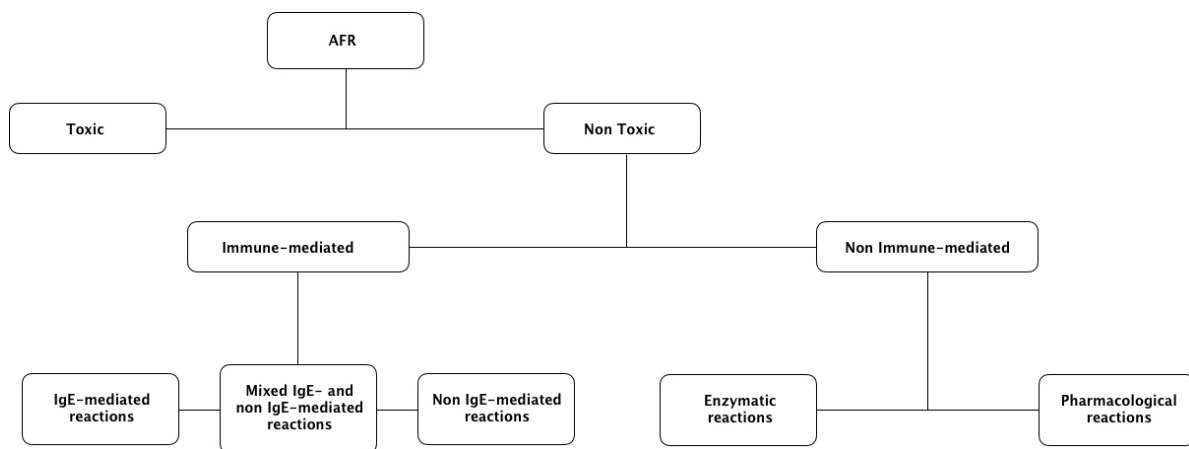 AFR
Toxic
Non Toxic
Immune-mediated
Non Immune-mediated
IgE-mediated
reactions
Mixed IgE- and
non IgE-mediated
reactions
Non IgE-mediated
reactions
Enzymatic
reactions
Pharmacological
reactions